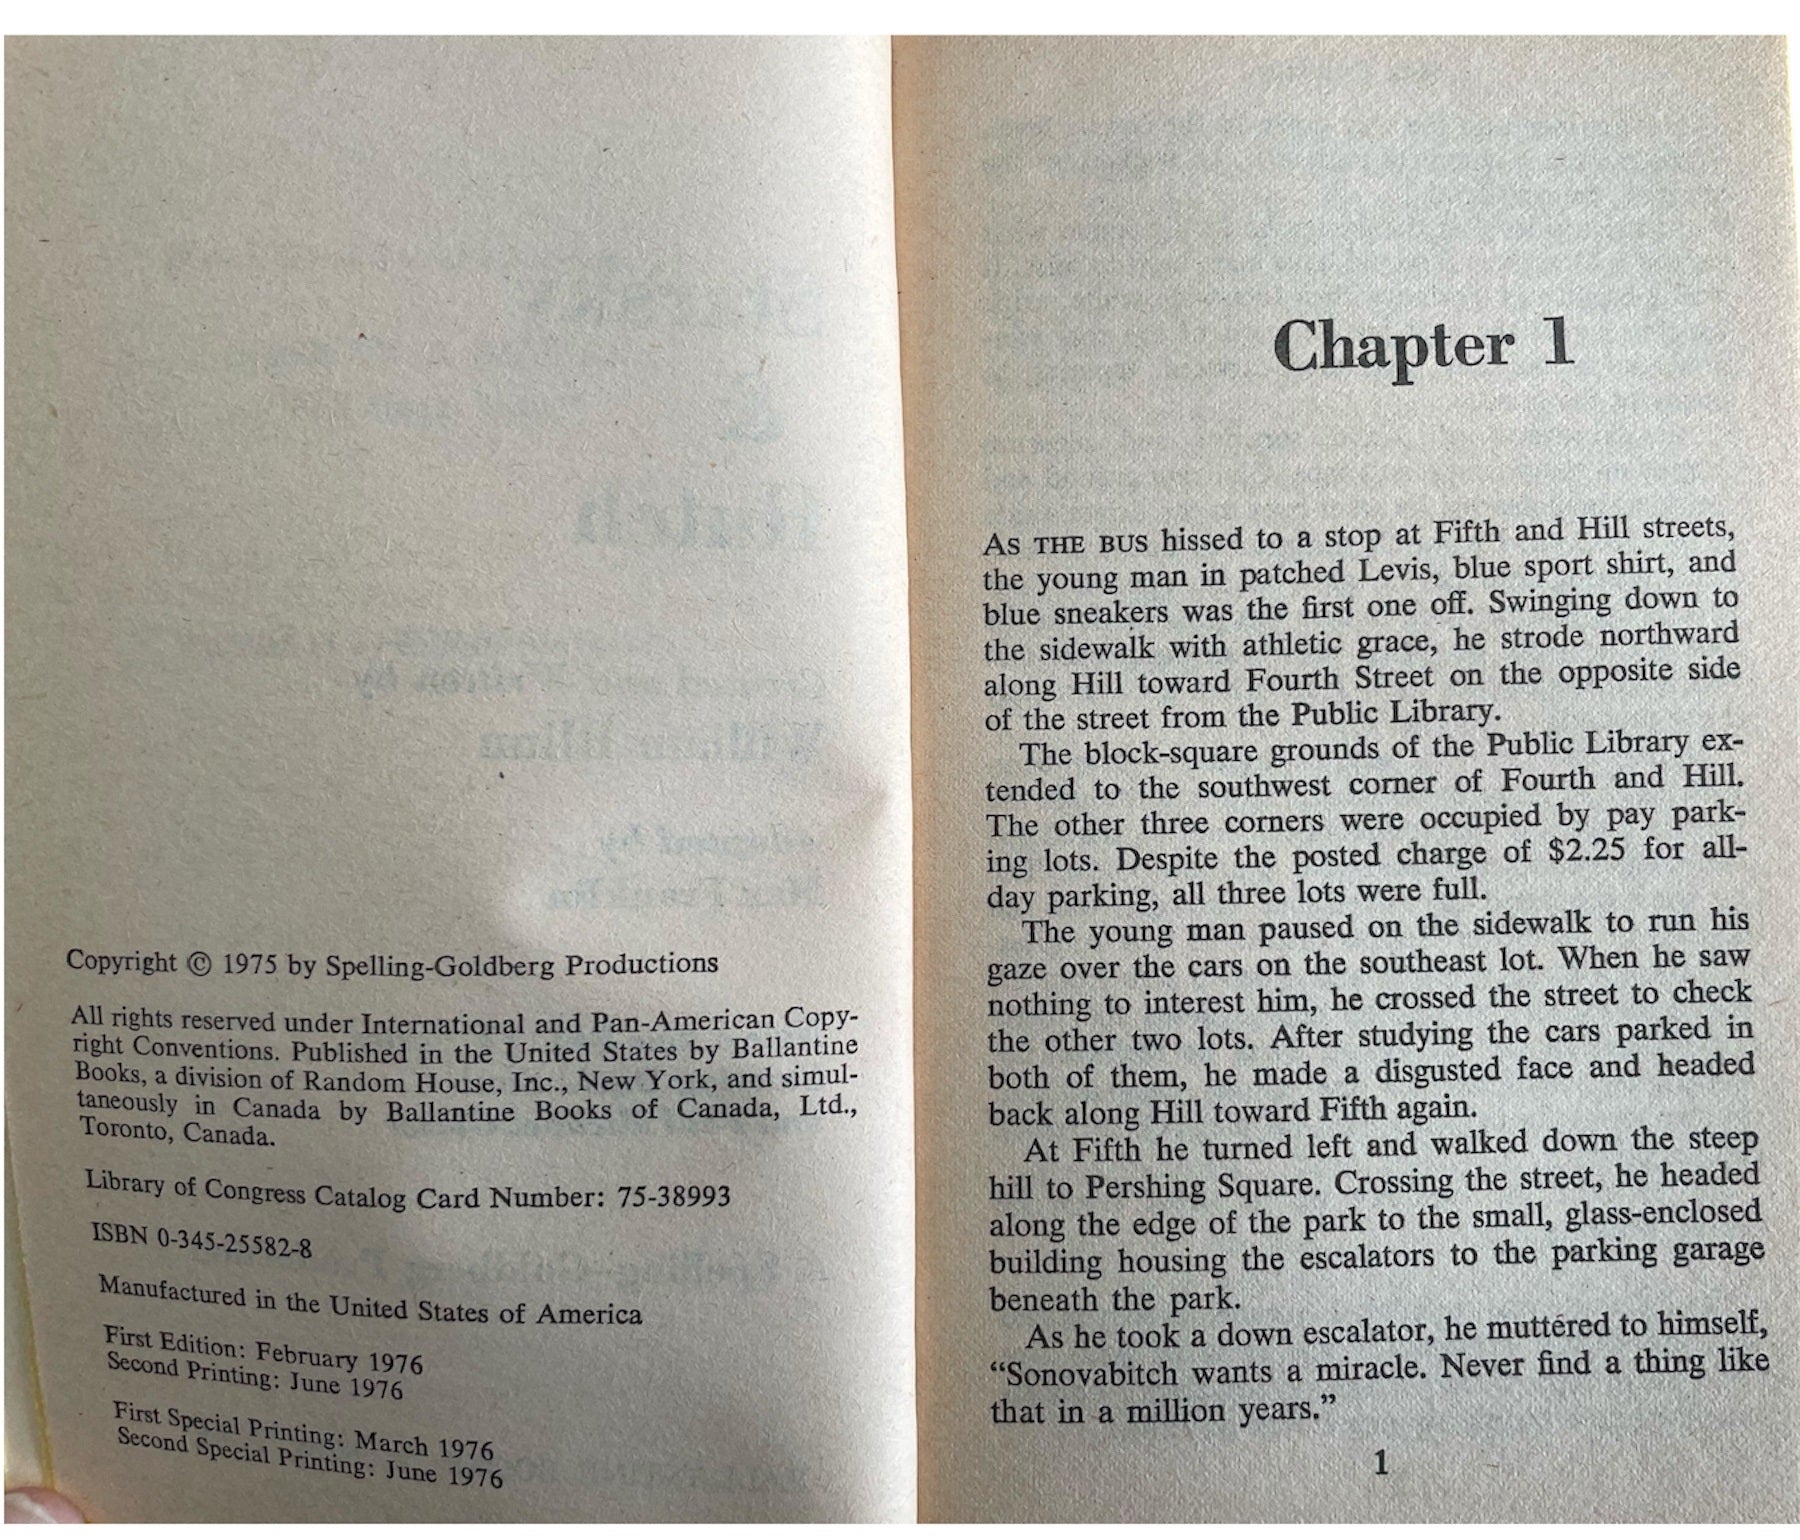 Copyright © 1975 by Spelling-Goldberg Productions
All rights reserved under International and Pan-American Copy-
right Conventions. Published in the United States by Ballantine
Books, a division of Random House, Inc., New York, and simul-
taneously in Canada by Ballantine Books of Canada, Ltd.,
Toronto, Canada.
Library of Congress Catalog Card Number: 75-38993
ISBN 0-345-25582-8
Manufactured in the United States of America
First Edition: February 1976
Second Printing: June 1976
First Special Printing: March 1976
Second Special Printing: June 1976
Chapter 1
AS THE BUS hissed to a stop at Fifth and Hill streets,
the young man in patched Levis, blue sport shirt, and
blue sneakers was the first one off. Swinging down to
the sidewalk with athletic grace, he strode northward
along Hill toward Fourth Street on the opposite side
of the street from the Public Library.
The block-square grounds of the Public Library ex-
tended to the southwest corner of Fourth and Hill.
The other three corners were occupied by pay park-
ing lots. Despite the posted charge of $2.25 for all-
day parking, all three lots were full.
The young man paused on the sidewalk to run his
gaze over the cars on the southeast lot. When he saw
nothing to interest him, he crossed the street to check
the other two lots. After studying the cars parked in
both of them, he made a disgusted face and headed
back along Hill toward Fifth again.
At Fifth he turned left and walked down the steep
hill to Pershing Square. Crossing the street, he headed
along the edge of the park to the small, glass-enclosed
building housing the escalators to the parking garage
beneath the park.
As he took a down escalator, he muttered to himself,
“Sonovabitch wants a miracle. Never find a thing like
that in a million years.”
1